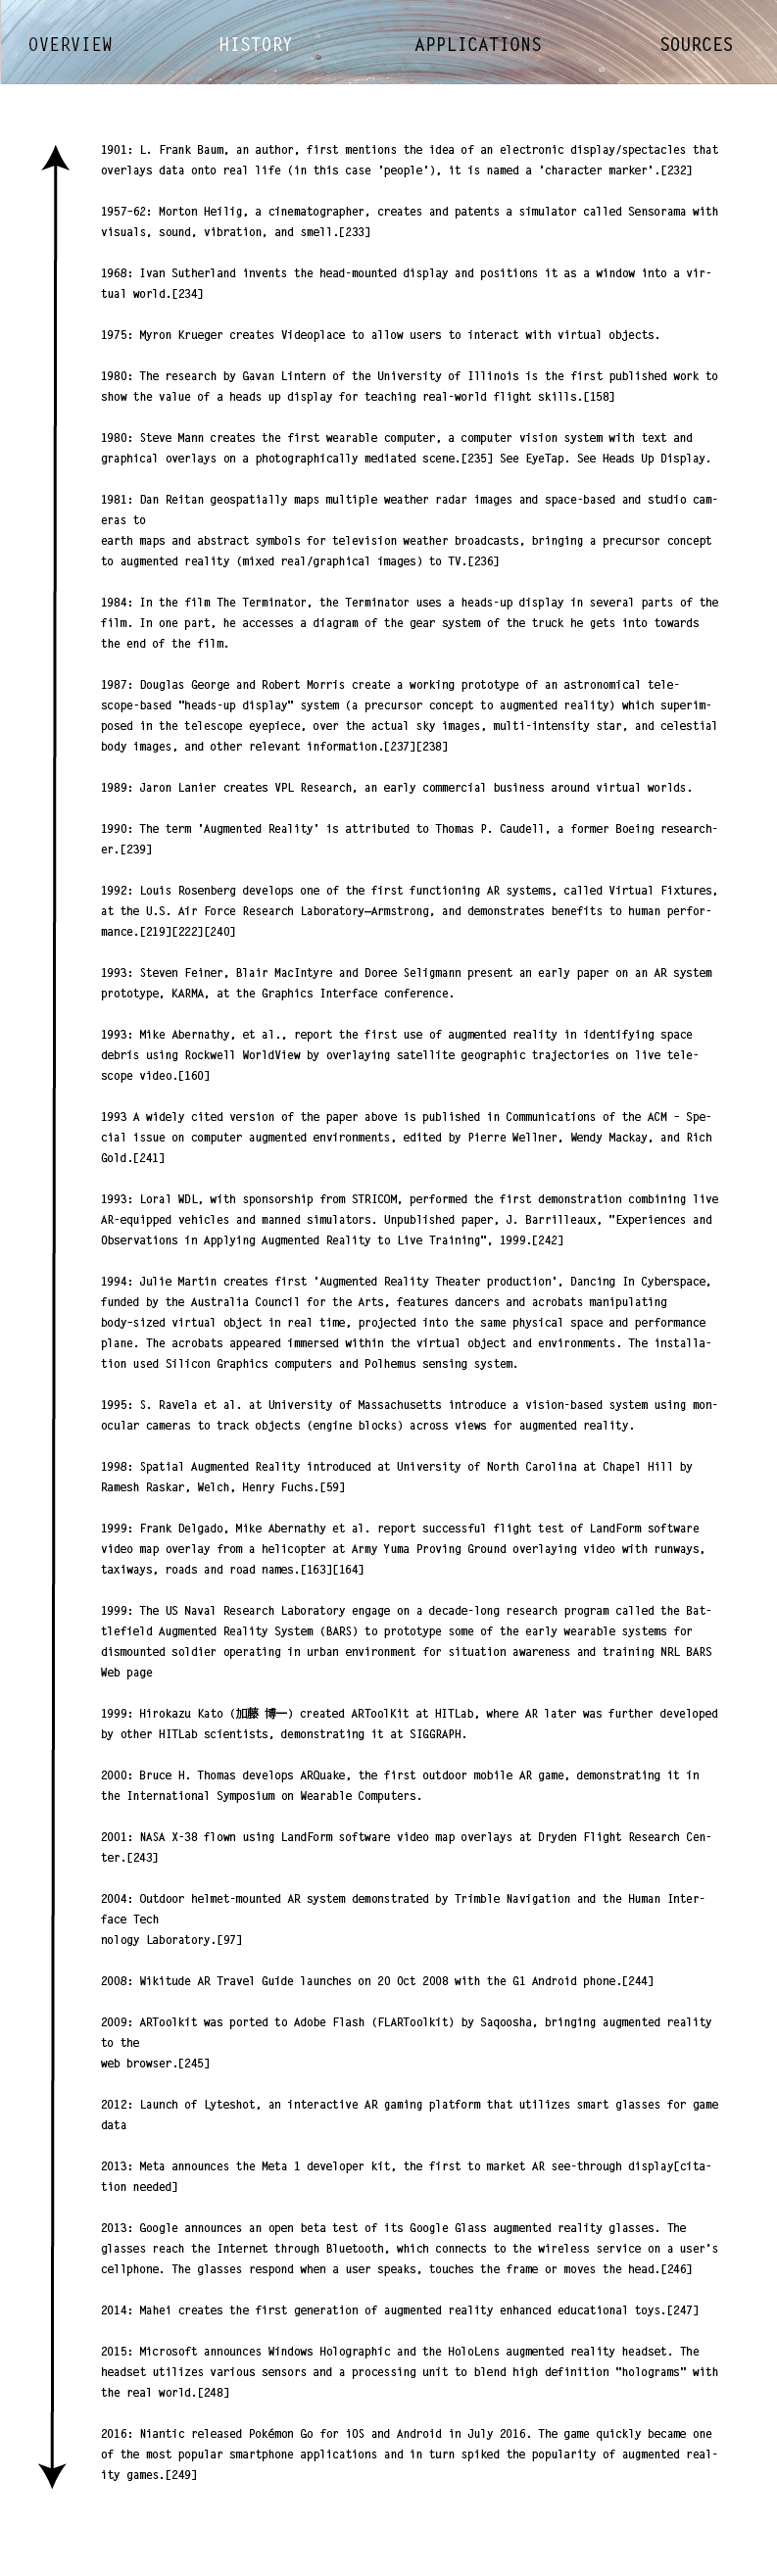 OVERVIEW HISTORY APPLICATIONS SOURCES
1901: L. Frank Baum, an author, first mentions the idea of an electronic display/spectacles that
overlays data onto real life (in this case 'people'), it is named a 'character marker'.[232]
1957-62: Morton Heilig, a cinematographer, creates and patents a simulator called Sensorama with
visuals, sound, vibration, and smell.[233]
1968: Ivan Sutherland invents the head-mounted display and positions it as a window into a vir-
tual world.[234]
1975: Myron Krueger creates Videoplace to allow users to interact with virtual objects.
1980: The research by Gavan Lintern of the University of Illinois is the first published work to
show the value of a heads up display for teaching real-world flight skills.[158]
1980: Steve Mann creates the first wearable computer, a computer vision system with text and
graphical overlays on a photographically mediated scene.[235] See EyeTap. See Heads Up Display.
1981: Dan Reitan geospatially maps multiple weather radar images and space-based and studio cam-
eras to
earth maps and abstract symbols for television weather broadcasts, bringing a precursor concept
to augmented reality (mixed real/graphical images) to TV.[236]
1984: In the film The Terminator, the Terminator uses a heads-up display in several parts of the
film. In one part, he accesses a diagram of the gear system of the truck he gets into towards
the end of the film.
1987: Douglas George and Robert Morris create a working prototype of an astronomical tele-
scope-based "heads-up display" system (a precursor concept to augmented reality) which superim-
posed in the telescope eyepiece, over the actual sky images, multi-intensity star, and celestial
body images, and other relevant information.[237][238]
1989: Jaron Lanier creates VPL Research, an early commercial business around virtual worlds.
1990: The term 'Augmented Reality' is attributed to Thomas P. Caudell, a former Boeing research-
er.[239]
1992: Louis Rosenberg develops one of the first functioning AR systems, called Virtual Fixtures,
at the U.S. Air Force Research Laboratory—Armstrong, and demonstrates benefits to human perfor-
mance.[219][222][240]
1993: Steven Feiner, Blair MacIntyre and Doree Seligmann present an early paper on an AR system
prototype, KARMA, at the Graphics Interface conference.
1993: Mike Abernathy, et al., report the first use of augmented reality in identifying space
debris using Rockwell WorldView by overlaying satellite geographic trajectories on live tele-
scope video.[160]
1993 A widely cited version of the paper above is published in Communications of the ACM – Spe-
cial issue on computer augmented environments, edited by Pierre Wellner, Wendy Mackay, and Rich
Gold.[241]
1993: Loral WDL, with sponsorship from STRICOM, performed the first demonstration combining live
AR-equipped vehicles and manned simulators. Unpublished paper, J. Barrilleaux, "Experiences and
Observations in Applying Augmented Reality to Live Training", 1999.[242]
1994: Julie Martin creates first 'Augmented Reality Theater production', Dancing In Cyberspace,
funded by the Australia Council for the Arts, features dancers and acrobats manipulating
body-sized virtual object in real time, projected into the same physical space and performance
plane. The acrobats appeared immersed within the virtual object and environments. The installa-
tion used Silicon Graphics computers and Polhemus sensing system.
1995: S. Ravela et al. at University of Massachusetts introduce a vision-based system using mon-
ocular cameras to track objects (engine blocks) across views for augmented reality.
1998: Spatial Augmented Reality introduced at University of North Carolina at Chapel Hill by
Ramesh Raskar, Welch, Henry Fuchs.[59]
1999: Frank Delgado, Mike Abernathy et al. report successful flight test of LandForm software
video map overlay from a helicopter at Army Yuma Proving Ground overlaying video with runways,
taxiways, roads and road names.[163][164]
1999: The US Naval Research Laboratory engage on a decade-long research program called the Bat-
tlefield Augmented Reality System (BARS) to prototype some of the early wearable systems for
dismounted soldier operating in urban environment for situation awareness and training NRL BARS
Web page
1999: Hirokazu Kato (加藤 博一) created ARToolKit at HITLab, where AR later was further developed
by other HITLab scientists, demonstrating it at SIGGRAPH.
2000: Bruce H. Thomas develops ARQuake, the first outdoor mobile AR game, demonstrating it in
the International Symposium on Wearable Computers.
2001: NASA X-38 flown using LandForm software video map overlays at Dryden Flight Research Cen-
ter.[243]
2004: Outdoor helmet-mounted AR system demonstrated by Trimble Navigation and the Human Inter-
face Tech
nology Laboratory.[97]
2008: Wikitude AR Travel Guide launches on 20 Oct 2008 with the G1 Android phone.[244]
2009: ARToolkit was ported to Adobe Flash (FLARToolkit) by Saqoosha, bringing augmented reality
to the
web browser.[245]
2012: Launch of Lyteshot, an interactive AR gaming platform that utilizes smart glasses for game
data
2013: Meta announces the Meta 1 developer kit, the first to market AR see-through display[cita-
tion needed]
2013: Google announces an open beta test of its Google Glass augmented reality glasses. The
glasses reach the Internet through Bluetooth, which connects to the wireless service on a user's
cellphone. The glasses respond when a user speaks, touches the frame or moves the head.[246]
2014: Mahei creates the first generation of augmented reality enhanced educational toys.[247]
2015: Microsoft announces Windows Holographic and the HoloLens augmented reality headset. The
headset utilizes various sensors and a processing unit to blend high definition "holograms" with
the real world.[248]
2016: Niantic released Pokémon Go for iOS and Android in July 2016. The game quickly became one
of the most popular smartphone applications and in turn spiked the popularity of augmented real-
ity games.[249]